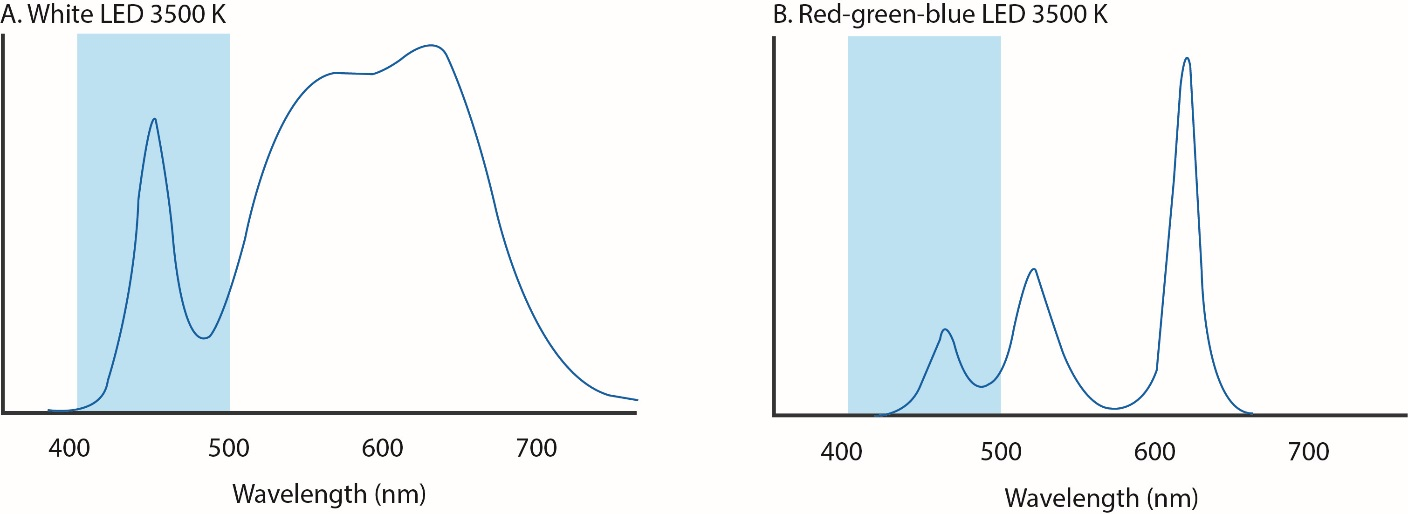 A. White LED 3500 K
400 500 600 700
Wavelength (nm)
B. Red-green-blue LED 3500 K
400 500 600 700
Wavelength (nm)